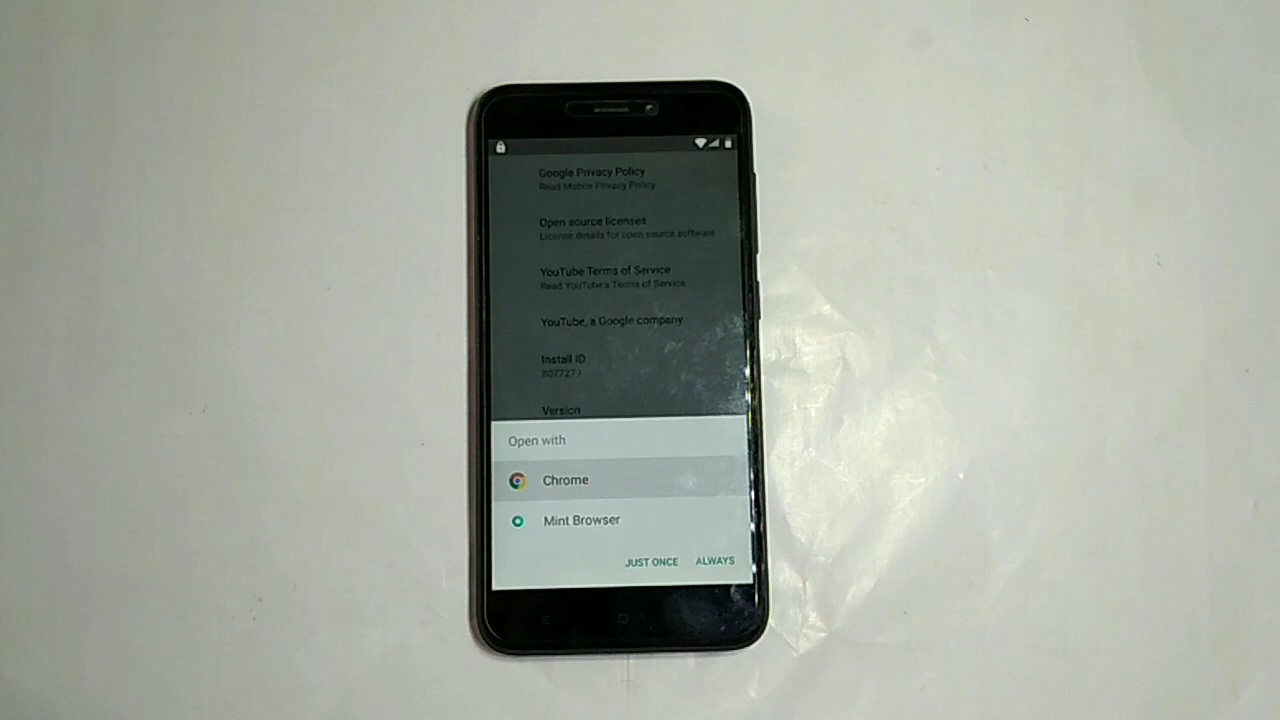 Google Privacy Policy
Read Mobile Privacy Policy
Open source licenses
License details for open source software
YouTube Terms of Service
Read YouTube's Terms of Service
YouTube, a Google company
Install ID
Version
Open with
Chrome
Mint Browser
JUST ONCE ALWAYS